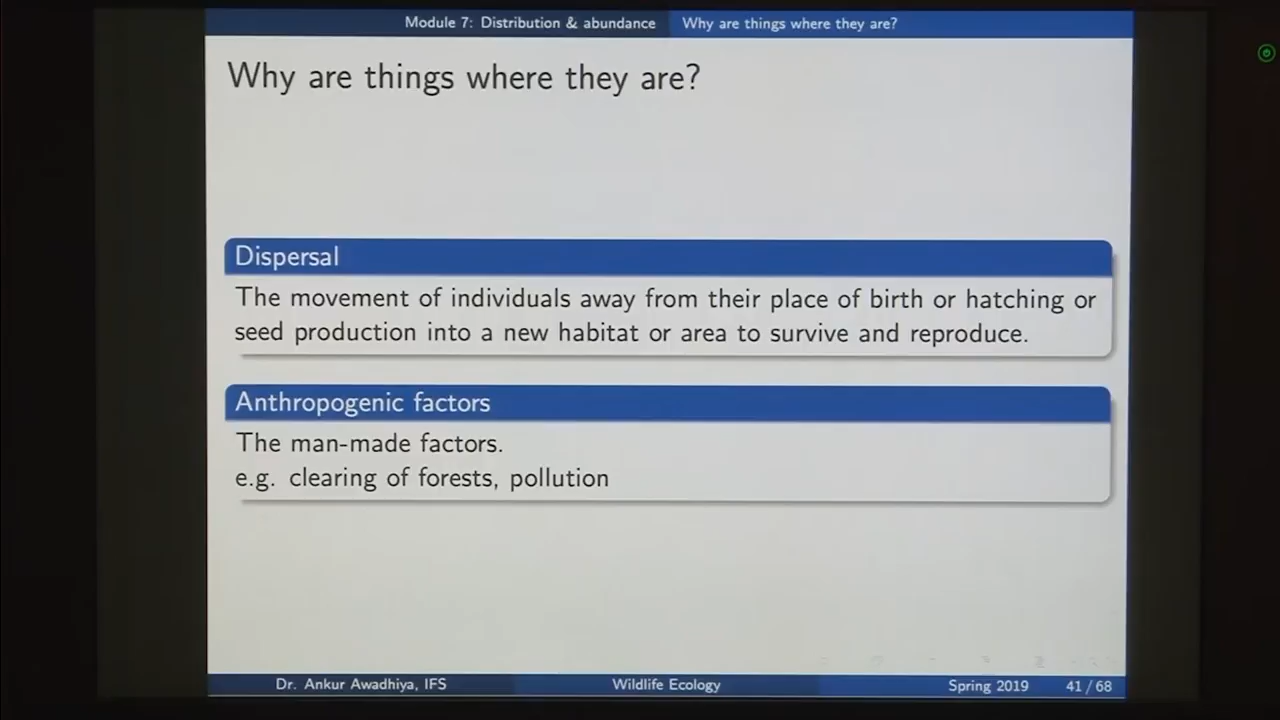 Module 7: Distribution & abundance Why are things where they are?
Why are things where they are?
Dispersal
The movement of individuals away from their place of birth or hatching or
seed production into a new habitat or area to survive and reproduce.
Anthropogenic factors
The man-made factors.
e.g. clearing of forests, pollution
Dr. Ankur Awadhiya, IFS Wildlife Ecology Spring 2019 41 / 68